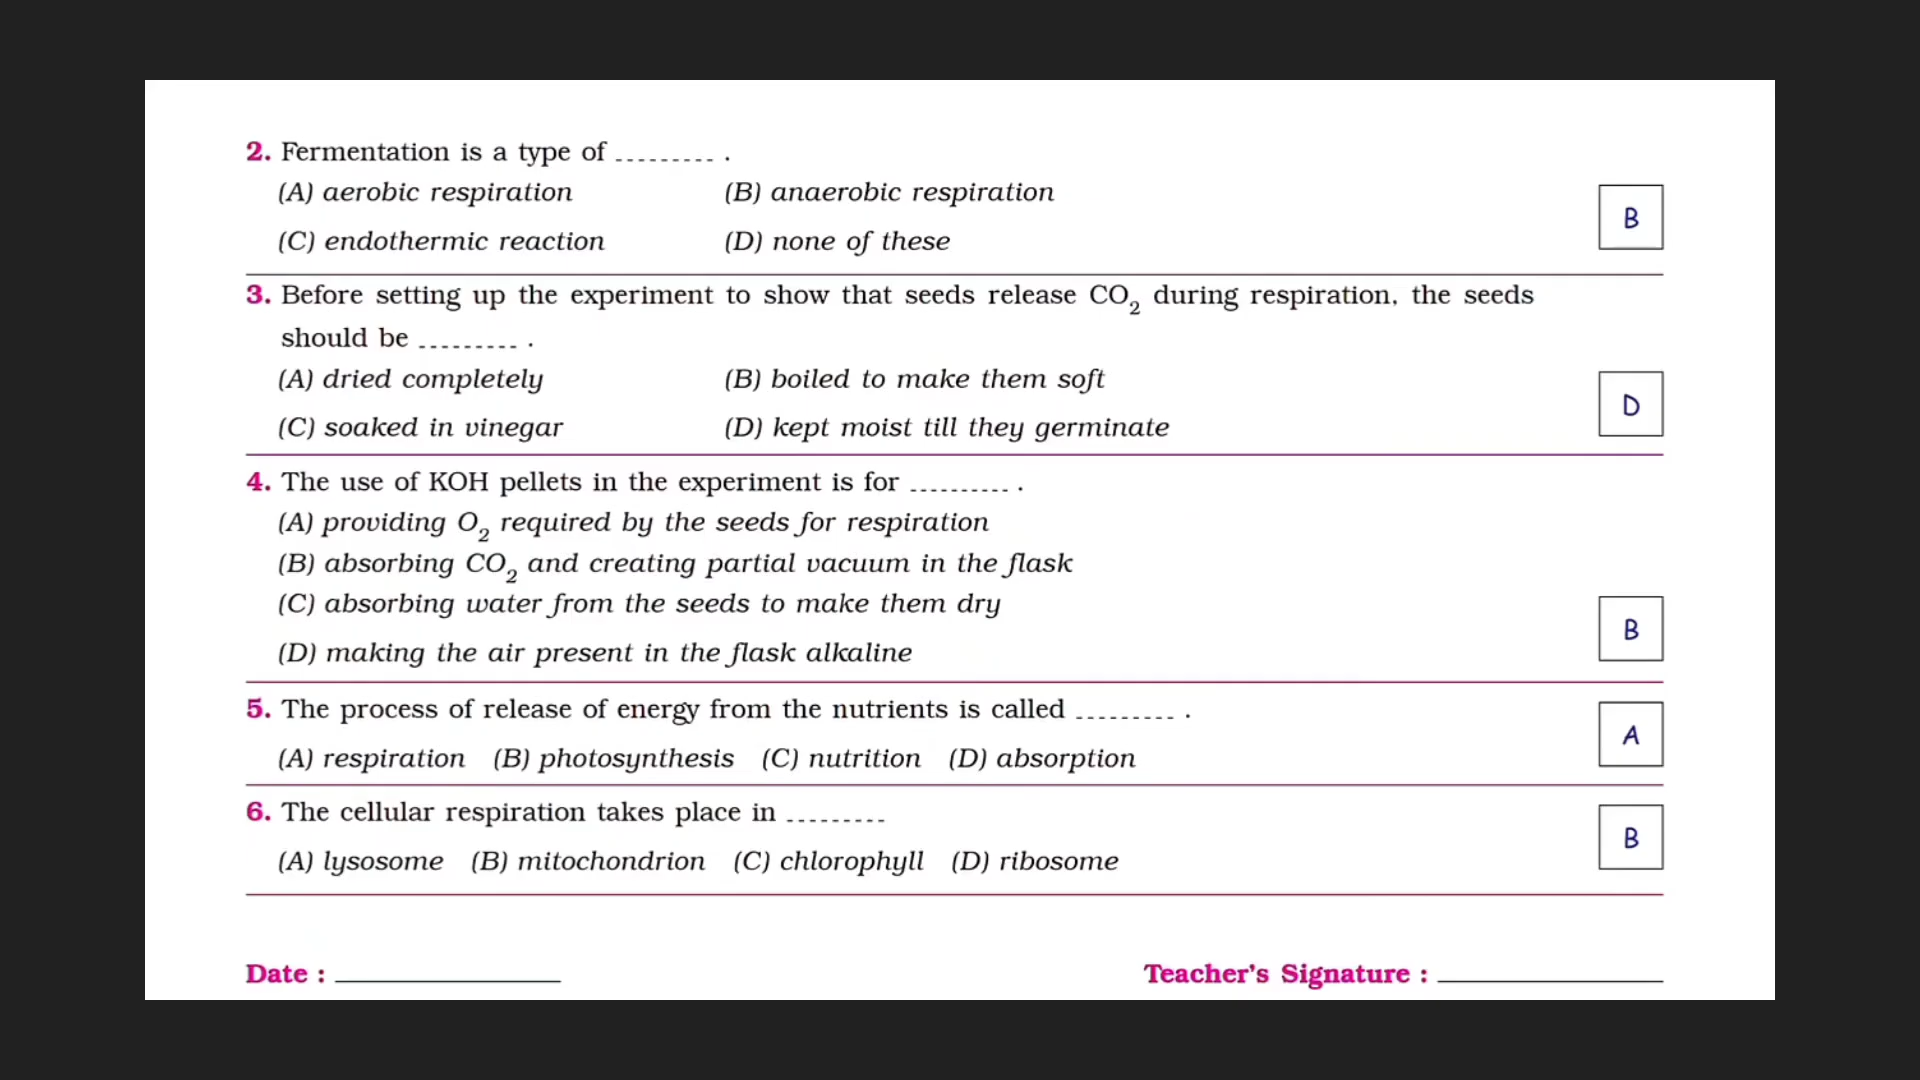 2. Fermentation is a type of ......... .
(A) aerobic respiration (B) anaerobic respiration
B
(C) endothermic reaction (D) none of these
3. Before setting up the experiment to show that seeds release CO2 during respiration, the seeds
should be ......... .
(A) dried completely (B) boiled to make them soft
D
(C) soaked in vinegar (D) kept moist till they germinate
4. The use of KOH pellets in the experiment is for .......... .
(A) providing O2 required by the seeds for respiration
(B) absorbing CO2 and creating partial vacuum in the flask
(C) absorbing water from the seeds to make them dry
B
(D) making the air present in the flask alkaline
5. The process of release of energy from the nutrients is called ......... .
A
(A) respiration (B) photosynthesis (C) nutrition (D) absorption
6. The cellular respiration takes place in .........
B
(A) lysosome (B) mitochondrion (C) chlorophyll (D) ribosome
Date : ____________ Teacher's Signature : ____________